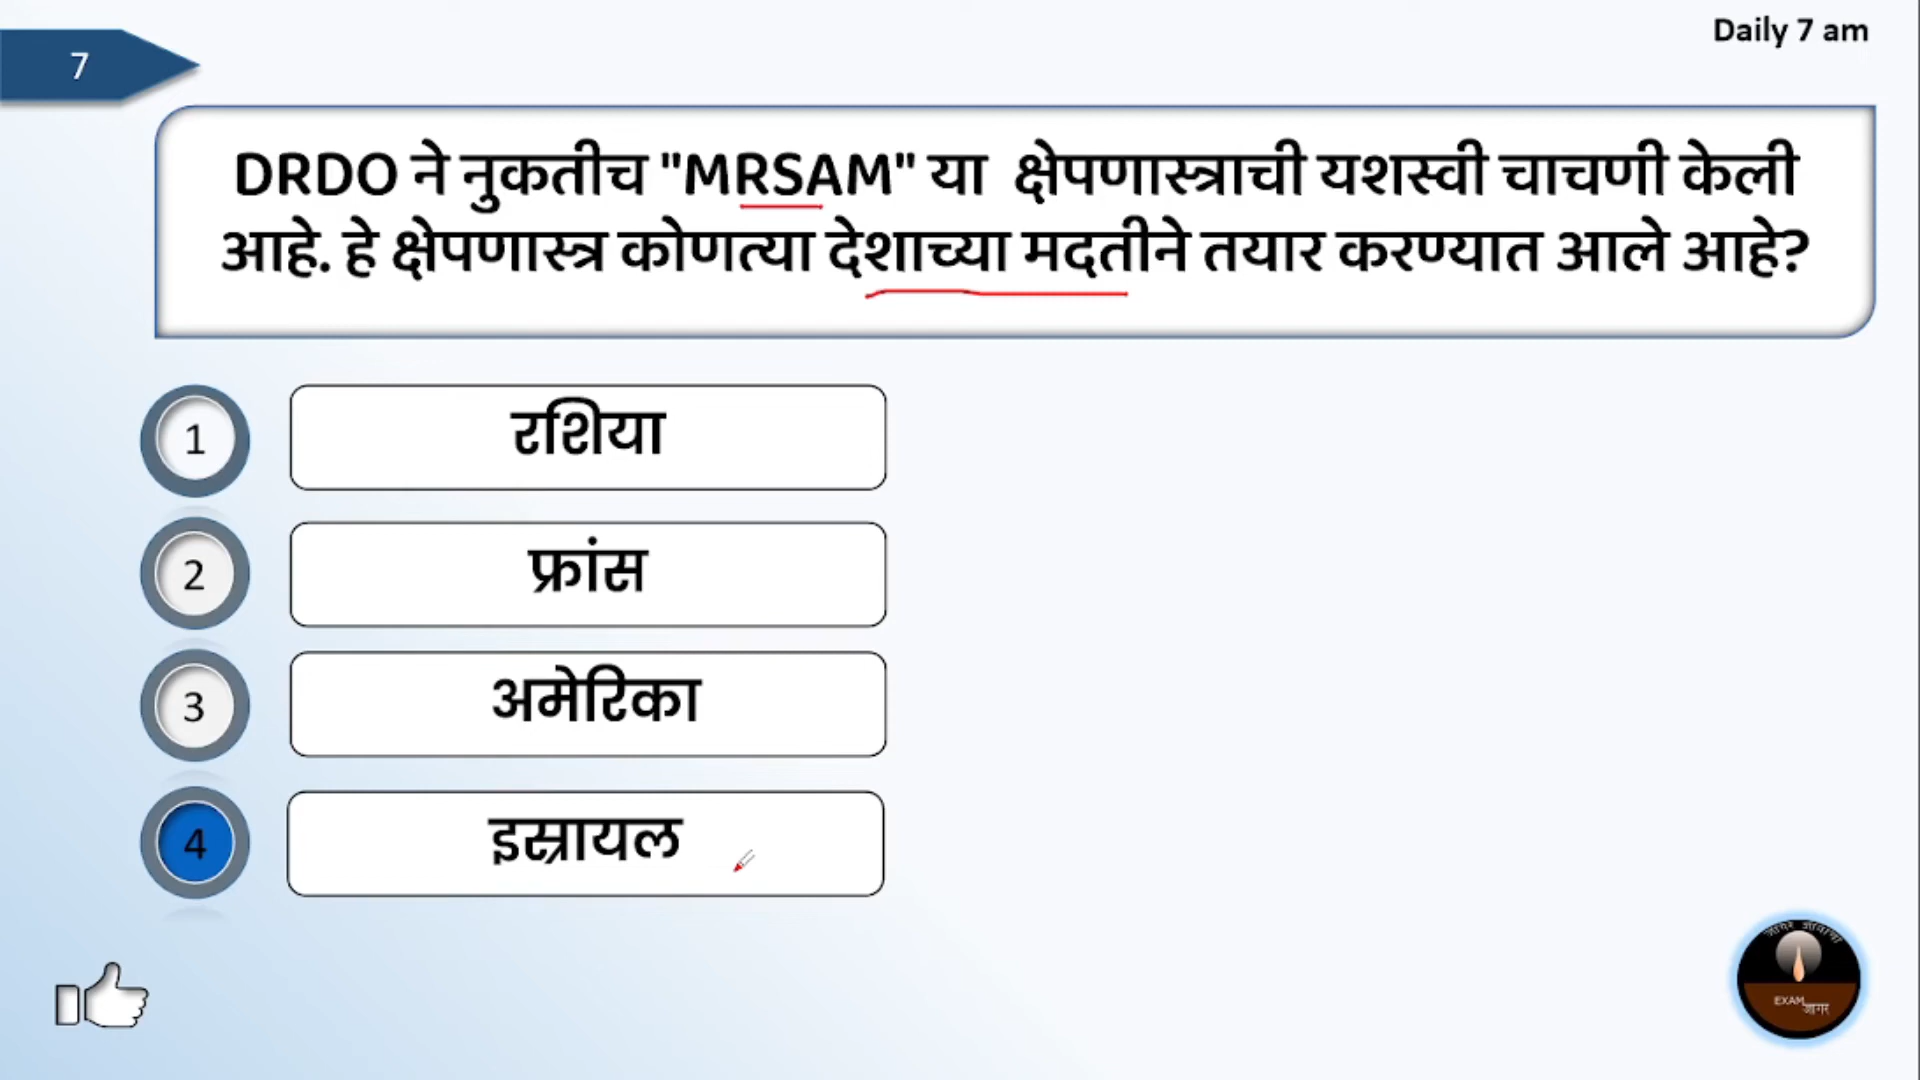 Daily 7 am
7
DRDO ने नुकतीच "MRSAM" या क्षेपणास्त्राची यशस्वी चाचणी केली
आहे. हे क्षेपणास्त्र कोणत्या देशाच्या मदतीने तयार करण्यात आले आहे?
1
रशिया
2
फ्रांस
3
अमेरिका
4
इस्रायल
EXAM
जागर